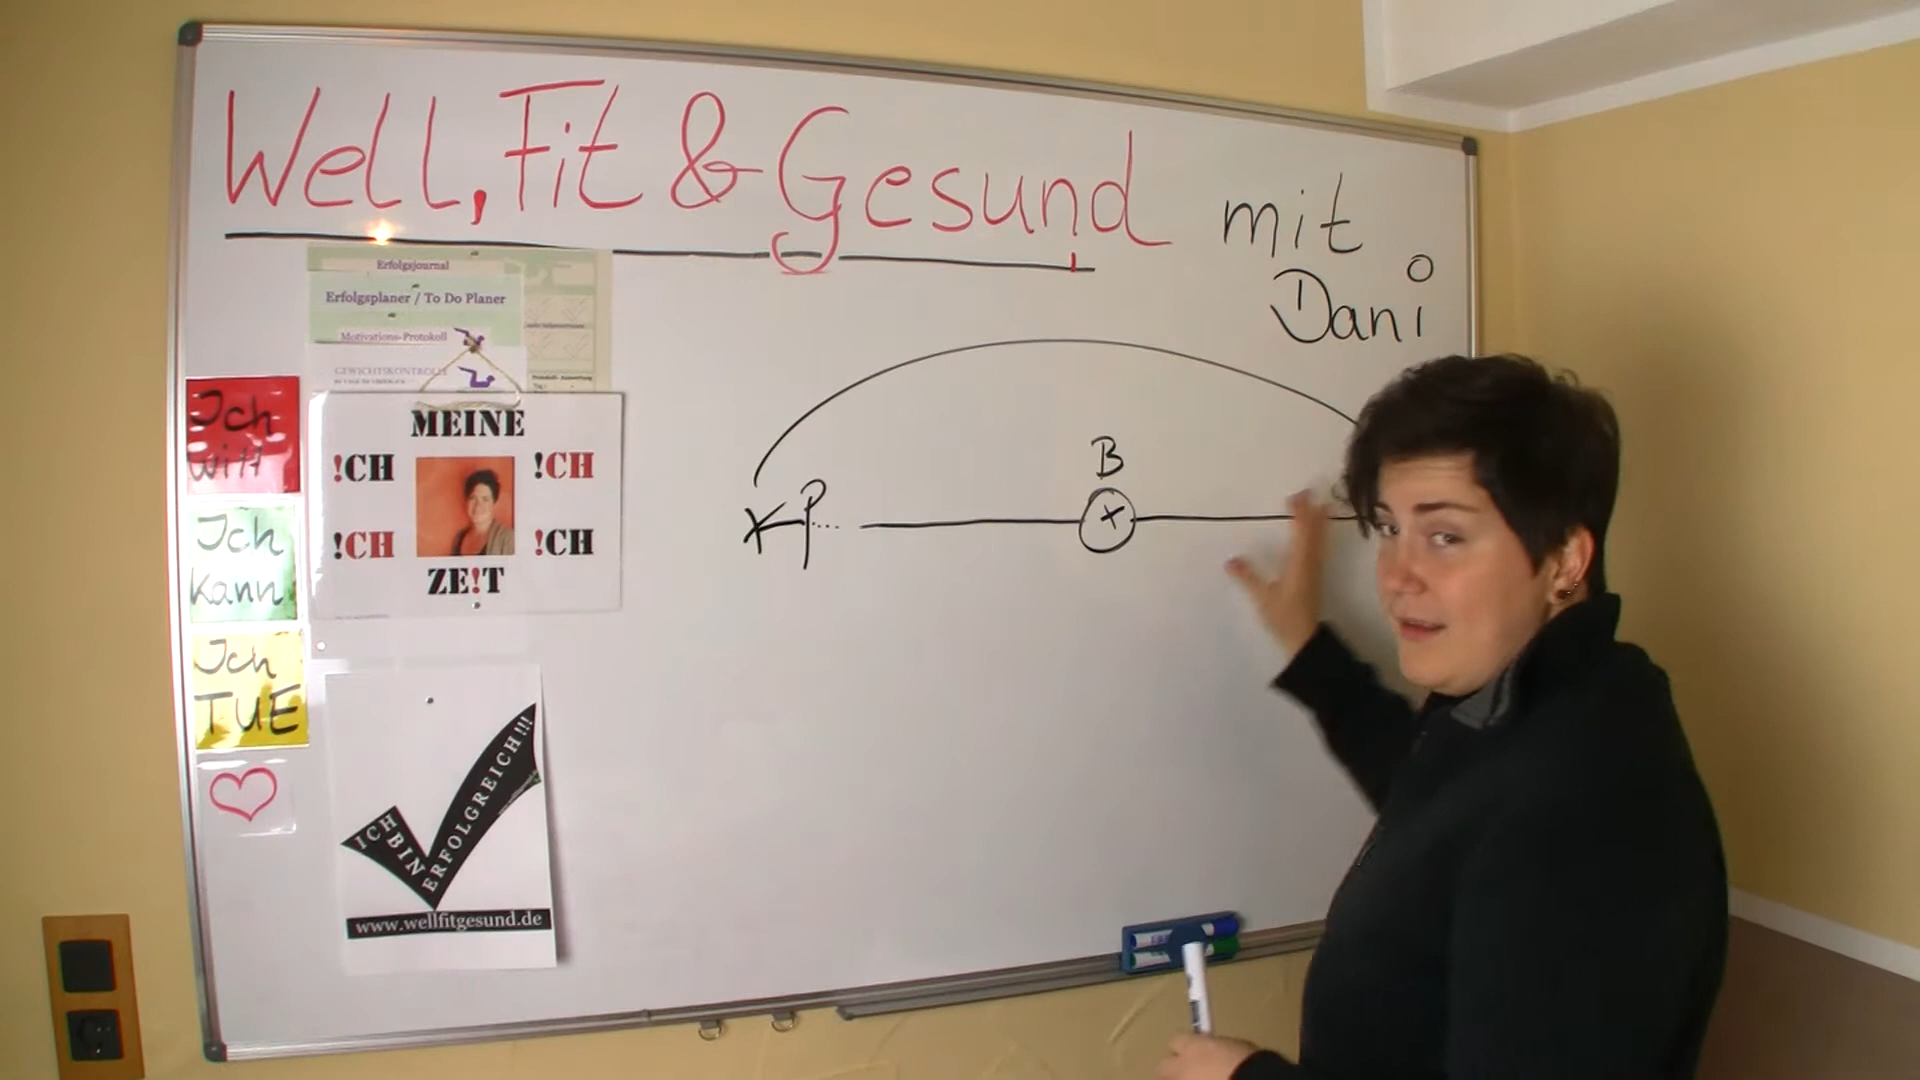 Well, Fit & Gesund mit
Dani
Erfolgsjournal
Erfolgsplaner / To Do Planer
Motivations-Protokoll
GEWICHTSKONTROLLE
Ich
will
Ich
kann
Ich
TUE
MEINE
!CH !CH
!CH !CH
ZE!T
B
ICH
BIN
ERFOLGREICH!!!
www.wellfitgesund.de